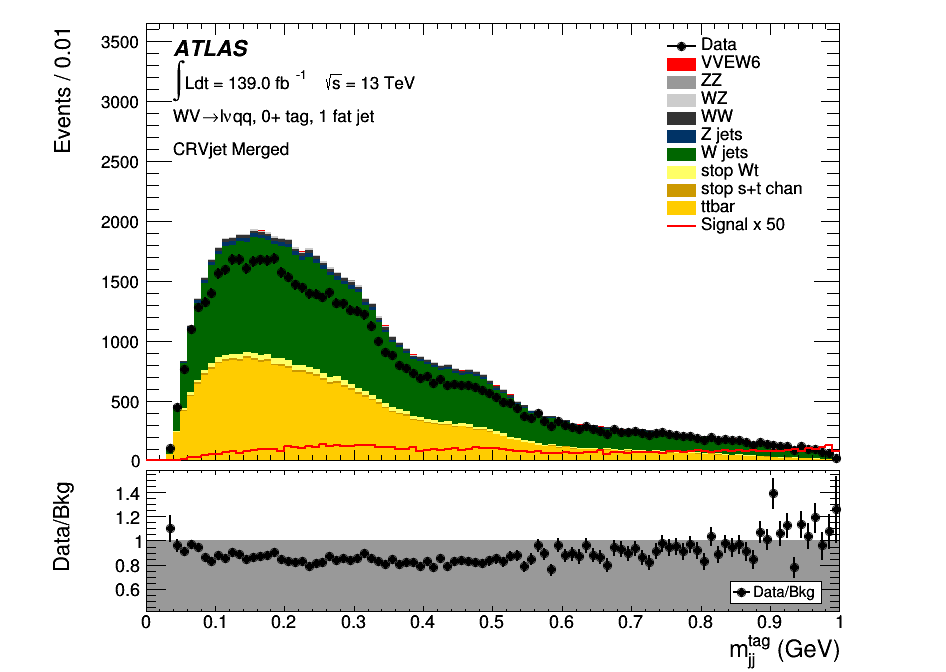 ATLAS
∫Ldt = 139.0 fb⁻¹ √s = 13 TeV
WV→lνqq, 0+ tag, 1 fat jet
CRVjet Merged
Data
VVEW6
ZZ
WZ
WW
Z jets
W jets
stop Wt
stop s+t chan
ttbar
Signal x 50
Events / 0.01
3500
3000
2500
2000
1500
1000
500
0
Data/Bkg
1.4
1.2
1
0.8
0.6
Data/Bkg
0 0.1 0.2 0.3 0.4 0.5 0.6 0.7 0.8 0.9 1
m_jj^tag (GeV)